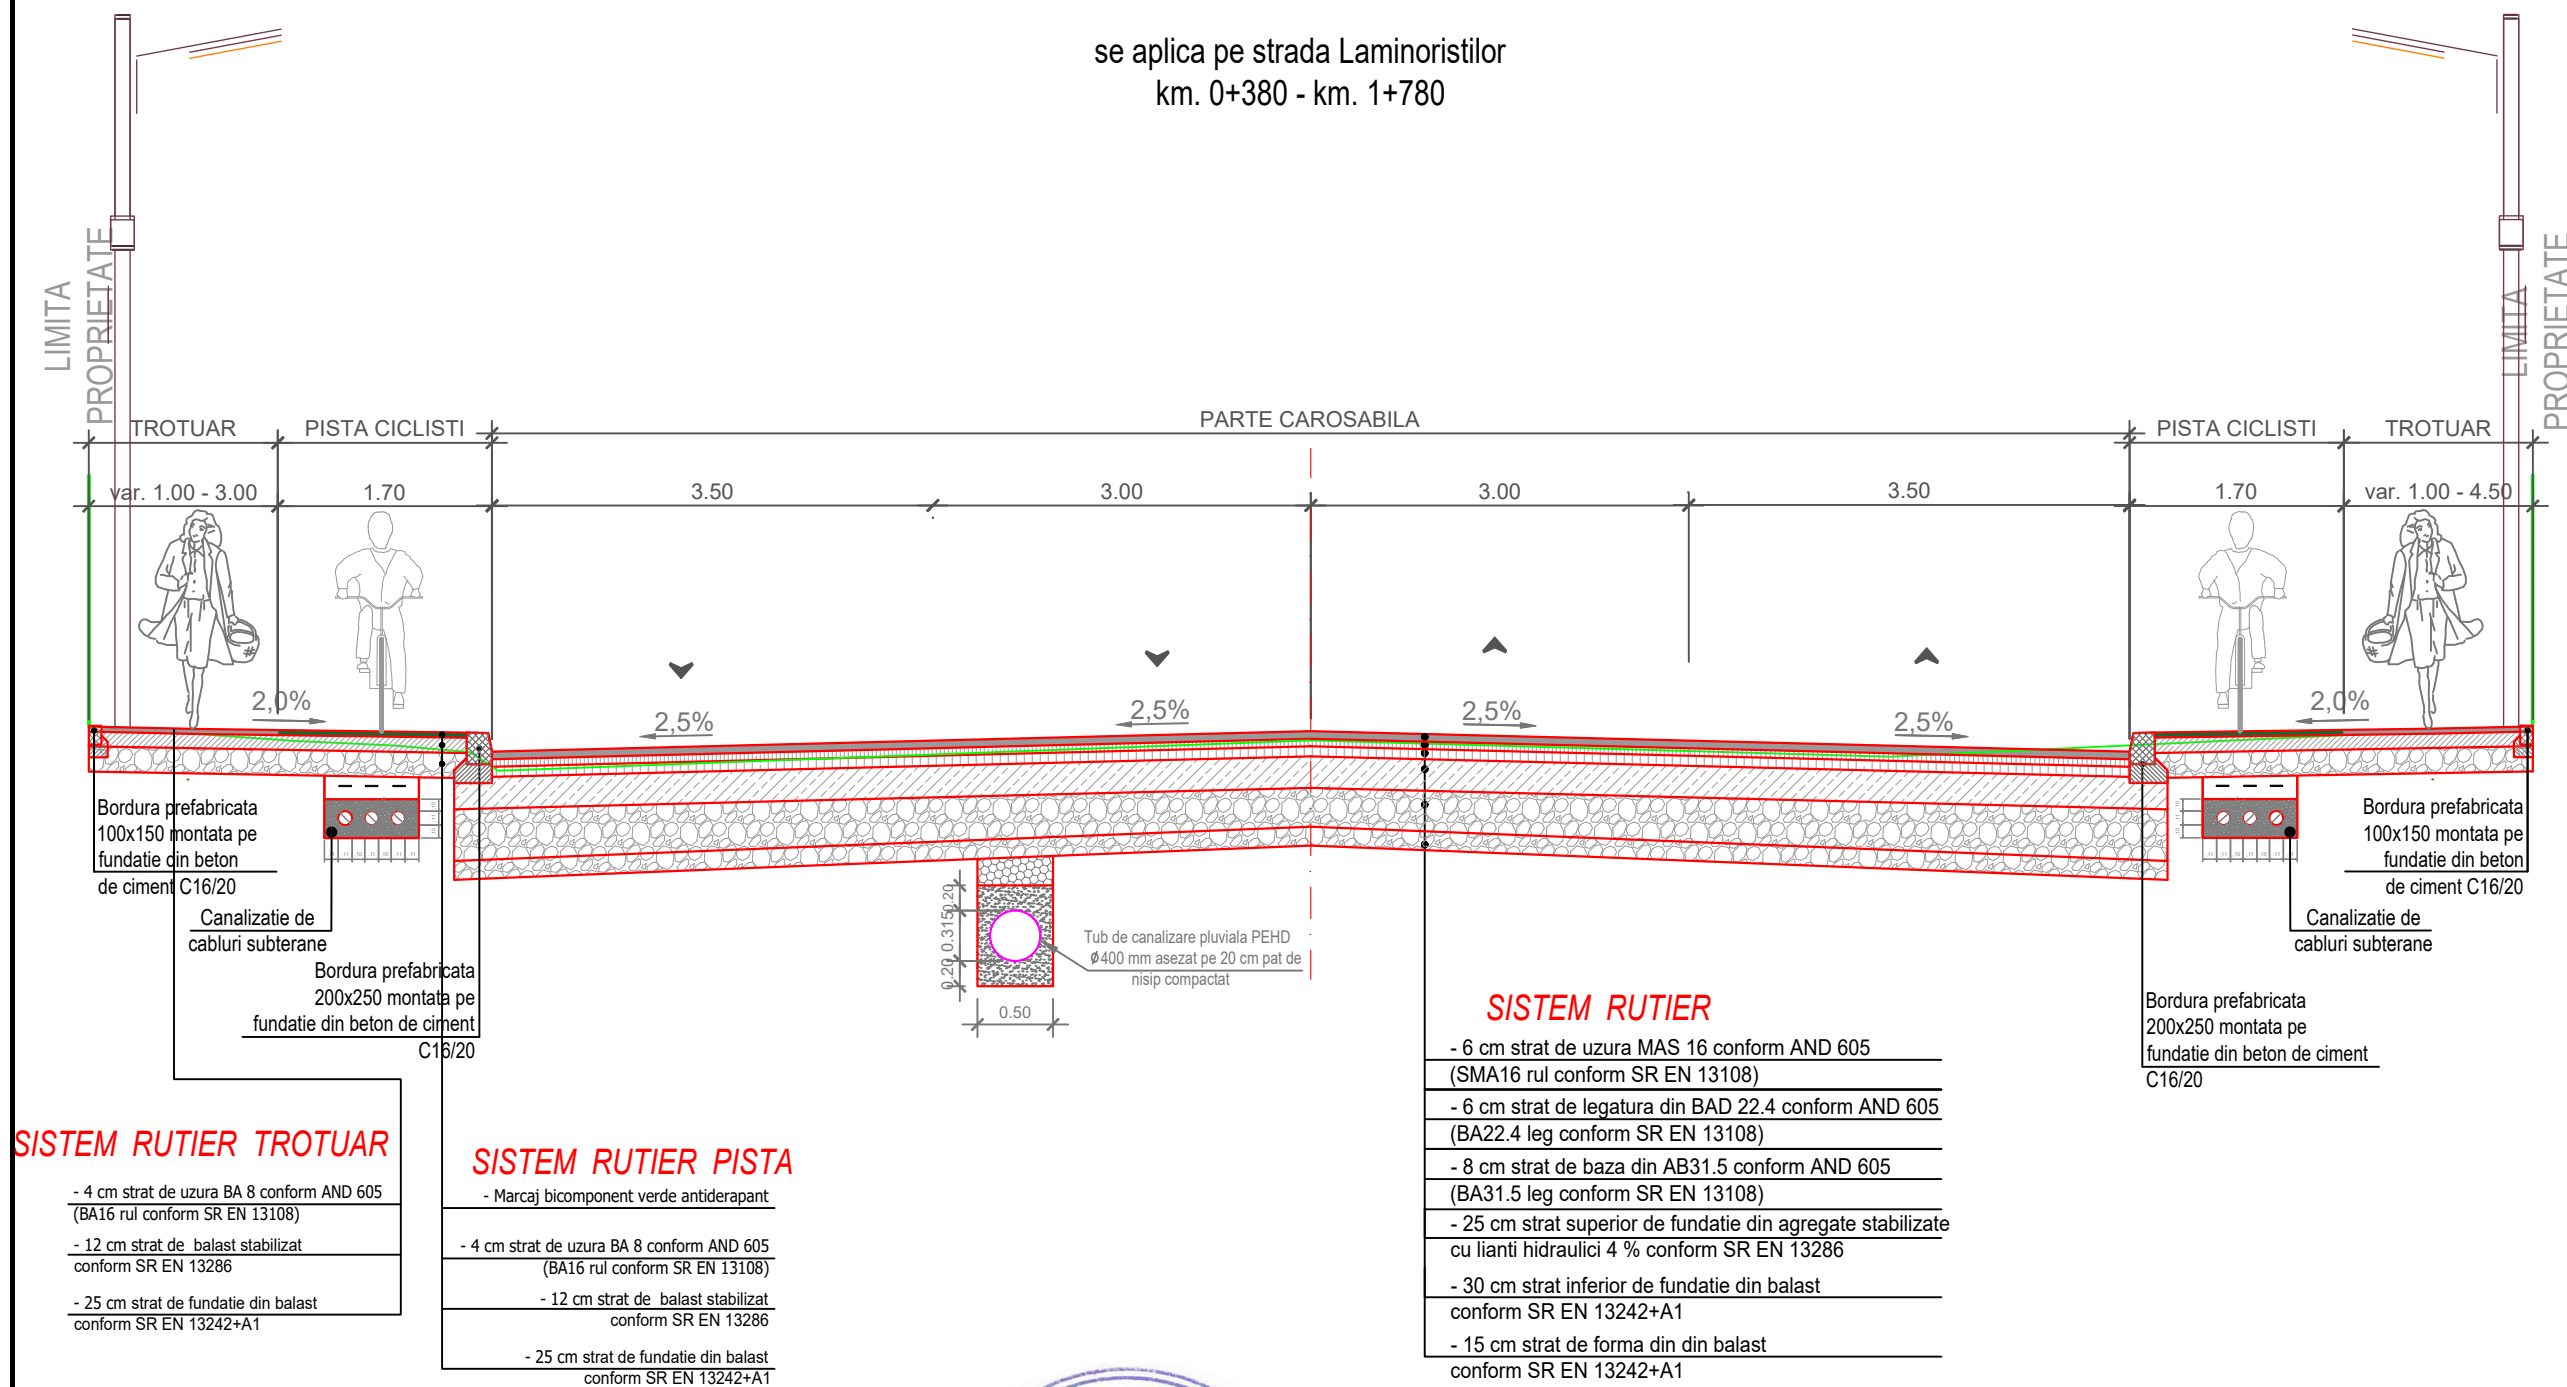 se aplica pe strada Laminoristilor
km. 0+380 - km. 1+780
LIMITA
PROPRIETATE
LIMITA
PROPRIETATE
TROTUAR
PISTA CICLISTI
PARTE CAROSABILA
PISTA CICLISTI
TROTUAR
var. 1.00 - 3.00
1.70
3.50
3.00
3.00
3.50
1.70
var. 1.00 - 4.50
2,0%
2,5%
2,5%
2,5%
2,5%
2,0%
Bordura prefabricata
100x150 montata pe
fundatie din beton
de ciment C16/20
Canalizatie de
cabluri subterane
Bordura prefabricata
200x250 montata pe
fundatie din beton de ciment
C16/20
0.20
0.315
0.20
0.50
Tub de canalizare pluviala PEHD
Ø400 mm asezat pe 20 cm pat de
nisip compactat
Bordura prefabricata
100x150 montata pe
fundatie din beton
de ciment C16/20
Canalizatie de
cabluri subterane
Bordura prefabricata
200x250 montata pe
fundatie din beton de ciment
C16/20
SISTEM RUTIER
- 6 cm strat de uzura MAS 16 conform AND 605
(SMA16 rul conform SR EN 13108)
- 6 cm strat de legatura din BAD 22.4 conform AND 605
(BA22.4 leg conform SR EN 13108)
- 8 cm strat de baza din AB31.5 conform AND 605
(BA31.5 leg conform SR EN 13108)
- 25 cm strat superior de fundatie din agregate stabilizate
cu lianti hidraulici 4 % conform SR EN 13286
- 30 cm strat inferior de fundatie din balast
conform SR EN 13242+A1
- 15 cm strat de forma din din balast
conform SR EN 13242+A1
SISTEM RUTIER TROTUAR
- 4 cm strat de uzura BA 8 conform AND 605
(BA16 rul conform SR EN 13108)
- 12 cm strat de balast stabilizat
conform SR EN 13286
- 25 cm strat de fundatie din balast
conform SR EN 13242+A1
SISTEM RUTIER PISTA
- Marcaj bicomponent verde antiderapant
- 4 cm strat de uzura BA 8 conform AND 605
(BA16 rul conform SR EN 13108)
- 12 cm strat de balast stabilizat
conform SR EN 13286
- 25 cm strat de fundatie din balast
conform SR EN 13242+A1